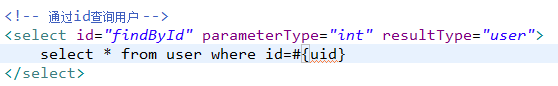 <!-- 通过id查询用户 -->
<select id="findById" parameterType="int" resultType="user">
select * from user where id=#{uid}
</select>